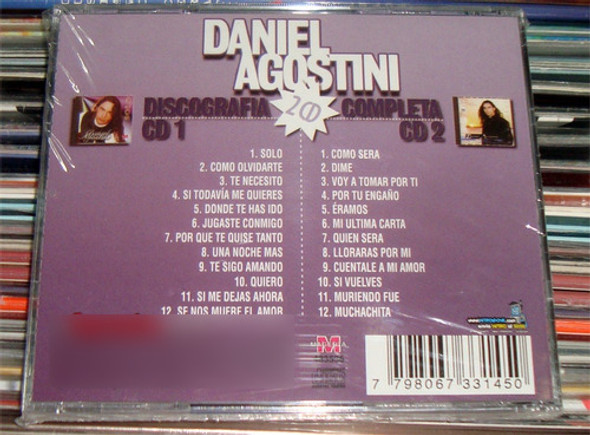 DANIEL
AGOSTINI
DISCOGRAFIA 2CD COMPLETA
CD 1
CD 2
1. SOLO
2. COMO OLVIDARTE
3. TE NECESITO
4. SI TODAVÍA ME QUIERES
5. DONDE TE HAS IDO
6. JUGASTE CONMIGO
7. POR QUE TE QUISE TANTO
8. UNA NOCHE MAS
9. TE SIGO AMANDO
10. QUIERO
11. SI ME DEJAS AHORA
12. SE NOS MUERE EL AMOR
1. COMO SERA
2. DIME
3. VOY A TOMAR POR TI
4. POR TU ENGAÑO
5. ÉRAMOS
6. MI ULTIMA CARTA
7. QUIEN SERA
8. LLORARAS POR MI
9. CUENTALE A MI AMOR
10. SI VUELVES
11. MURIENDO FUE
12. MUCHACHITA
M
7 798067 331450